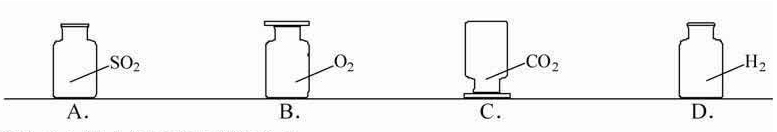 SO₂ O₂ CO₂ H₂
A. B. C. D.